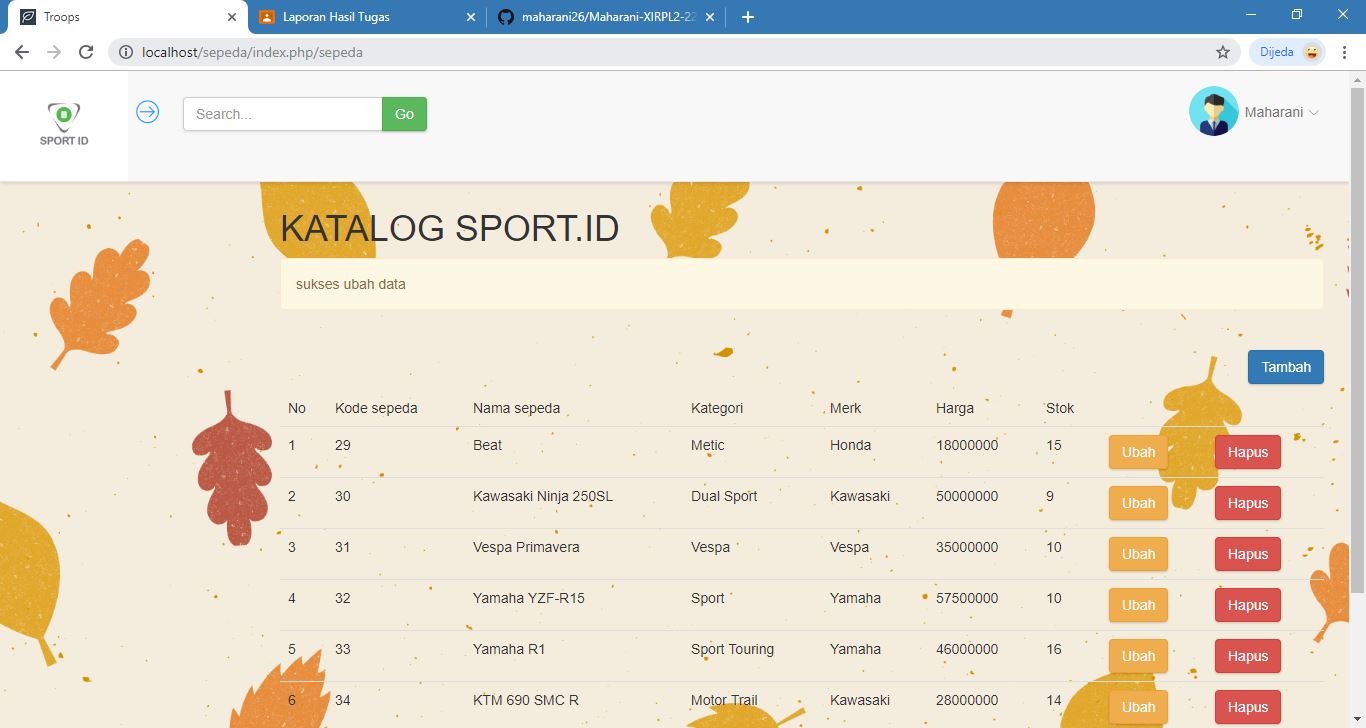 Troops
Laporan Hasil Tugas
maharani26/Maharani-XIRPL2-22
localhost/sepeda/index.php/sepeda
Dijeda
SPORT ID
Search...
Go
Maharani
KATALOG SPORT.ID
sukses ubah data
Tambah
No Kode sepeda Nama sepeda Kategori Merk Harga Stok
1 29 Beat Metic Honda 18000000 15 Ubah Hapus
2 30 Kawasaki Ninja 250SL Dual Sport Kawasaki 50000000 9 Ubah Hapus
3 31 Vespa Primavera Vespa Vespa 35000000 10 Ubah Hapus
4 32 Yamaha YZF-R15 Sport Yamaha 57500000 10 Ubah Hapus
5 33 Yamaha R1 Sport Touring Yamaha 46000000 16 Ubah Hapus
6 34 KTM 690 SMC R Motor Trail Kawasaki 28000000 14 Ubah Hapus